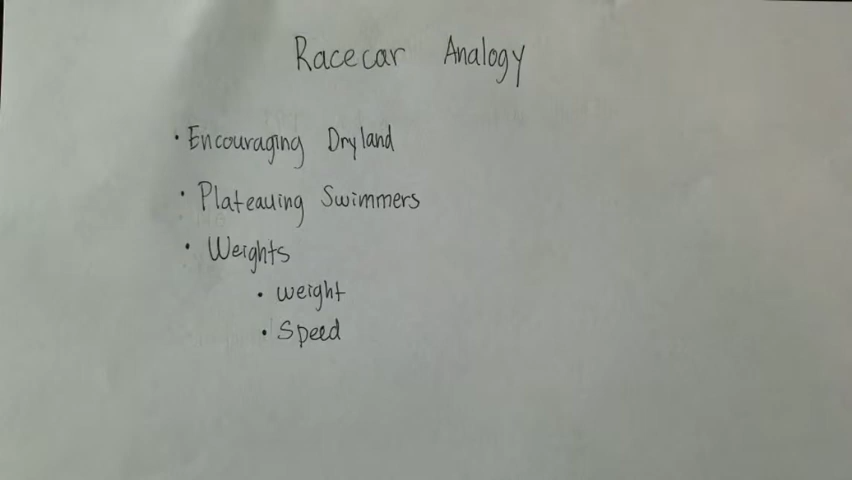 Racecar Analogy
• Encouraging Dryland
• Plateauing Swimmers
• Weights
• weight
• Speed